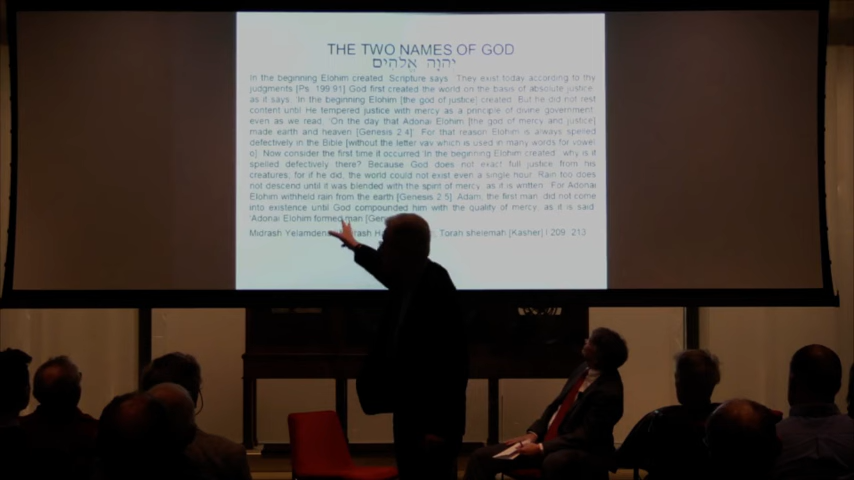 THE TWO NAMES OF GOD
יהוה אלהים
In the beginning Elohim created Scripture says They exist today according to thy
judgments [Ps. 199 91] God first created the world on the basis of absolute justice
as it says 'In the beginning Elohim [the god of justice] created But he did not rest
content until He tempered justice with mercy as a principle of divine government
even as we read, 'On the day that Adonai Elohim [the god of mercy and justice]
made earth and heaven [Genesis 2 4]' For that reason Elohim is always spelled
defectively in the Bible [without the letter vav which is used in many words for vowel
o] Now consider the first time it occurred 'In the beginning Elohim created why is it
spelled defectively there? Because God does not exact full justice from his
creatures, for if he did, the world could not exist even a single hour Rain too does
not descend until it was blended with the spirit of mercy, as it is written 'For Adonai
Elohim withheld rain from the earth [Genesis 2 5] Adam, the first man did not come
into existence until God compounded him with the quality of mercy, as it is said
'Adonai Elohim formed man
Midrash Torah shelemah [Kasher] I 209 213